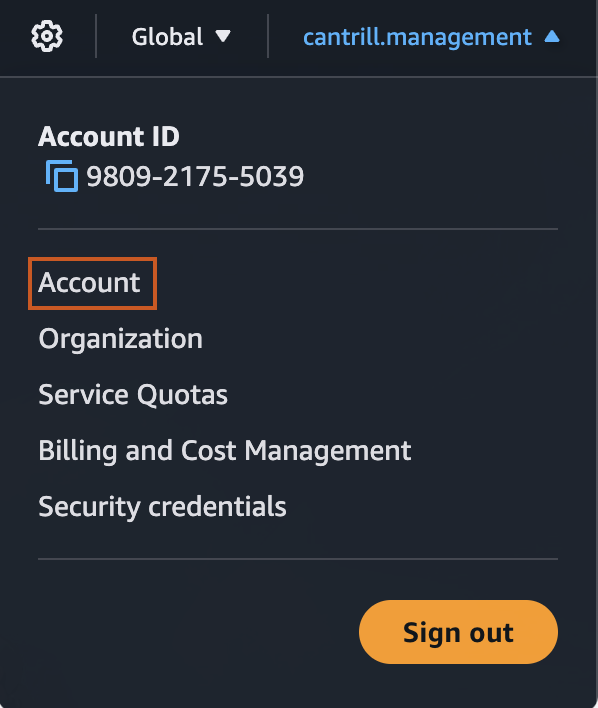 Global cantrill.management
Account ID
9809-2175-5039
Account
Organization
Service Quotas
Billing and Cost Management
Security credentials
Sign out